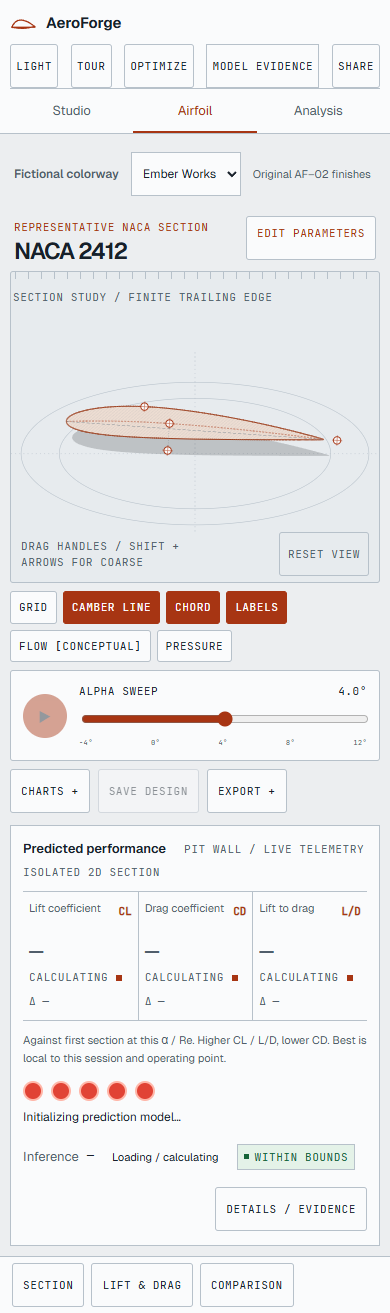 AeroForge
LIGHT TOUR OPTIMIZE MODEL EVIDENCE SHARE
Studio Airfoil Analysis
Fictional colorway Ember Works Original AF–02 finishes
REPRESENTATIVE NACA SECTION
NACA 2412
EDIT PARAMETERS
SECTION STUDY / FINITE TRAILING EDGE
DRAG HANDLES / SHIFT +
ARROWS FOR COARSE
RESET VIEW
GRID CAMBER LINE CHORD LABELS
FLOW [CONCEPTUAL] PRESSURE
ALPHA SWEEP 4.0°
-4° 0° 4° 8° 12°
CHARTS + SAVE DESIGN EXPORT +
Predicted performance PIT WALL / LIVE TELEMETRY
ISOLATED 2D SECTION
Lift coefficient CL Drag coefficient CD Lift to drag L/D
— — —
CALCULATING CALCULATING CALCULATING
Δ — Δ — Δ —
Against first section at this α / Re. Higher CL / L/D, lower CD. Best is
local to this session and operating point.
Initializing prediction model…
Inference — Loading / calculating WITHIN BOUNDS
DETAILS / EVIDENCE
SECTION LIFT & DRAG COMPARISON